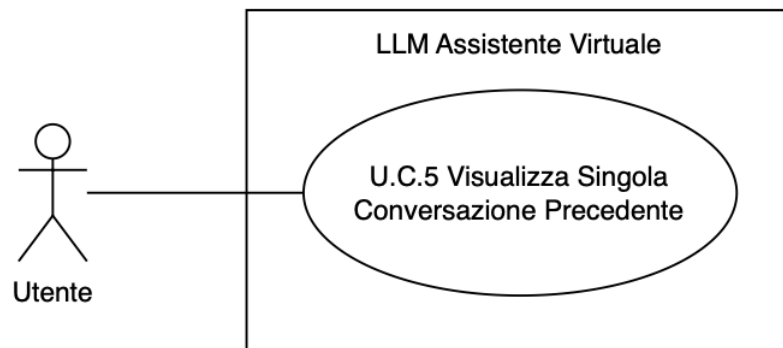 LLM Assistente Virtuale
U.C.5 Visualizza Singola
Conversazione Precedente
Utente